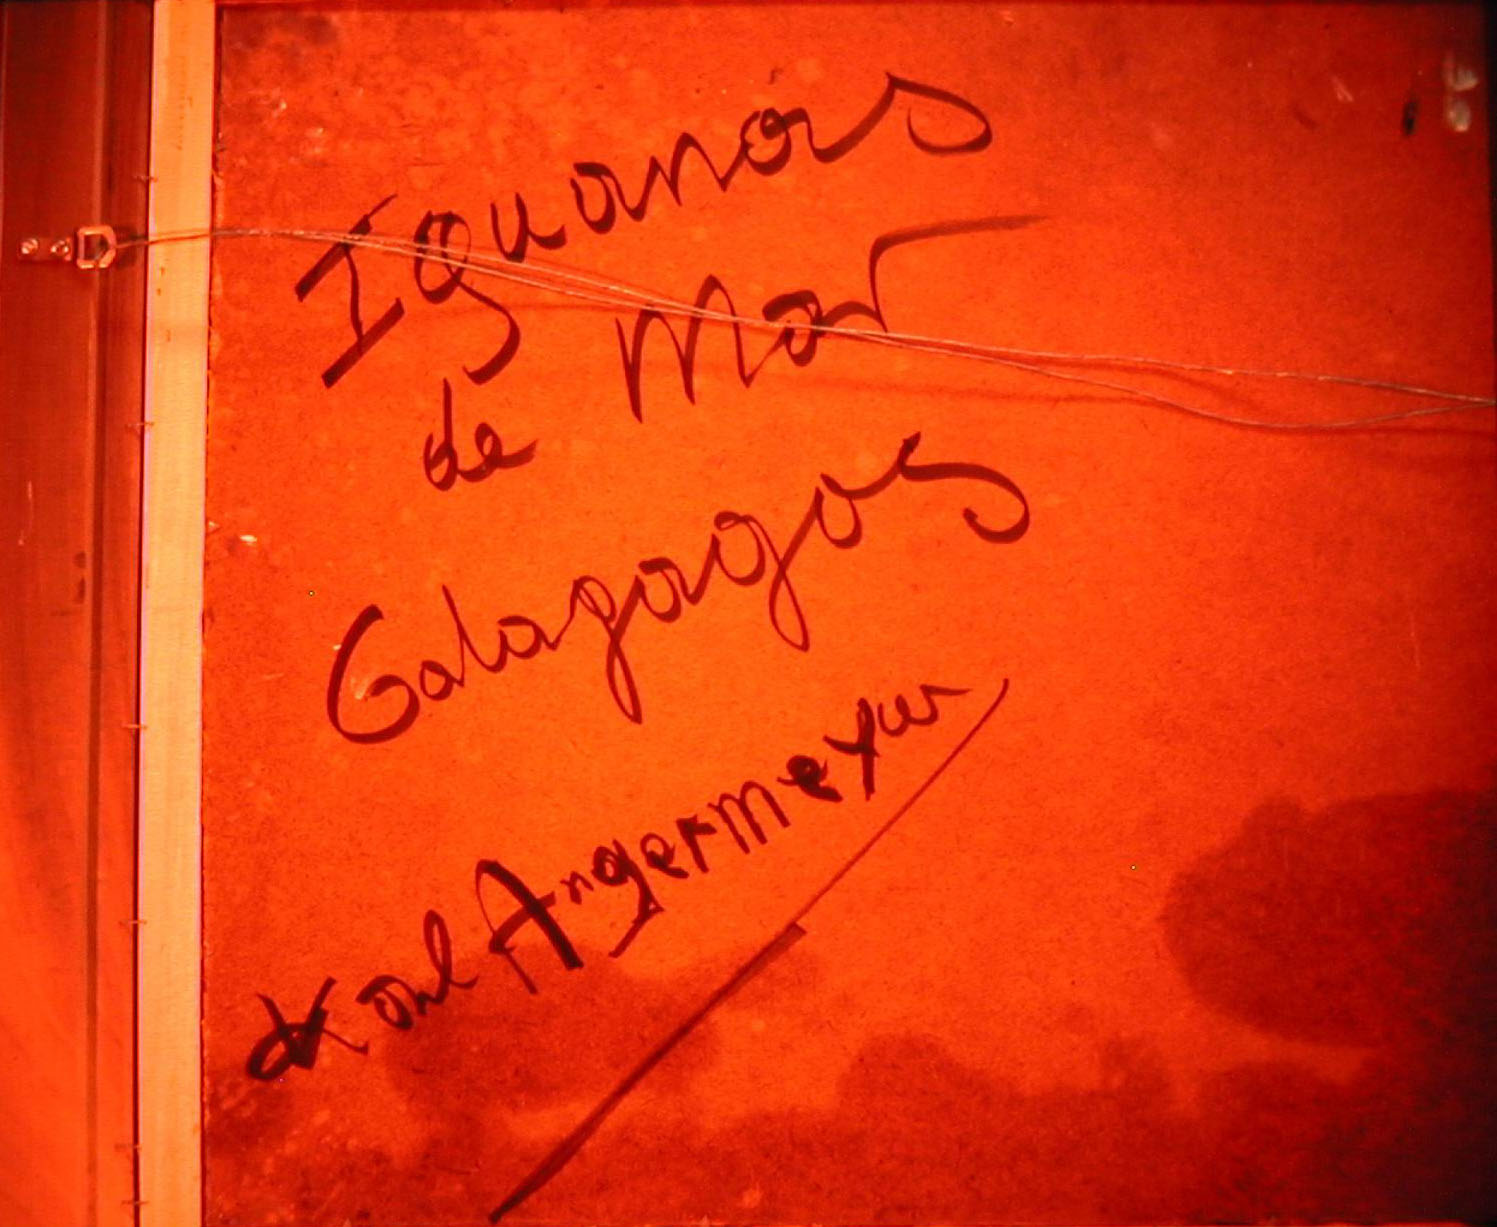 Iguanas
de Mar
Galapagos
Karl Angermeyer